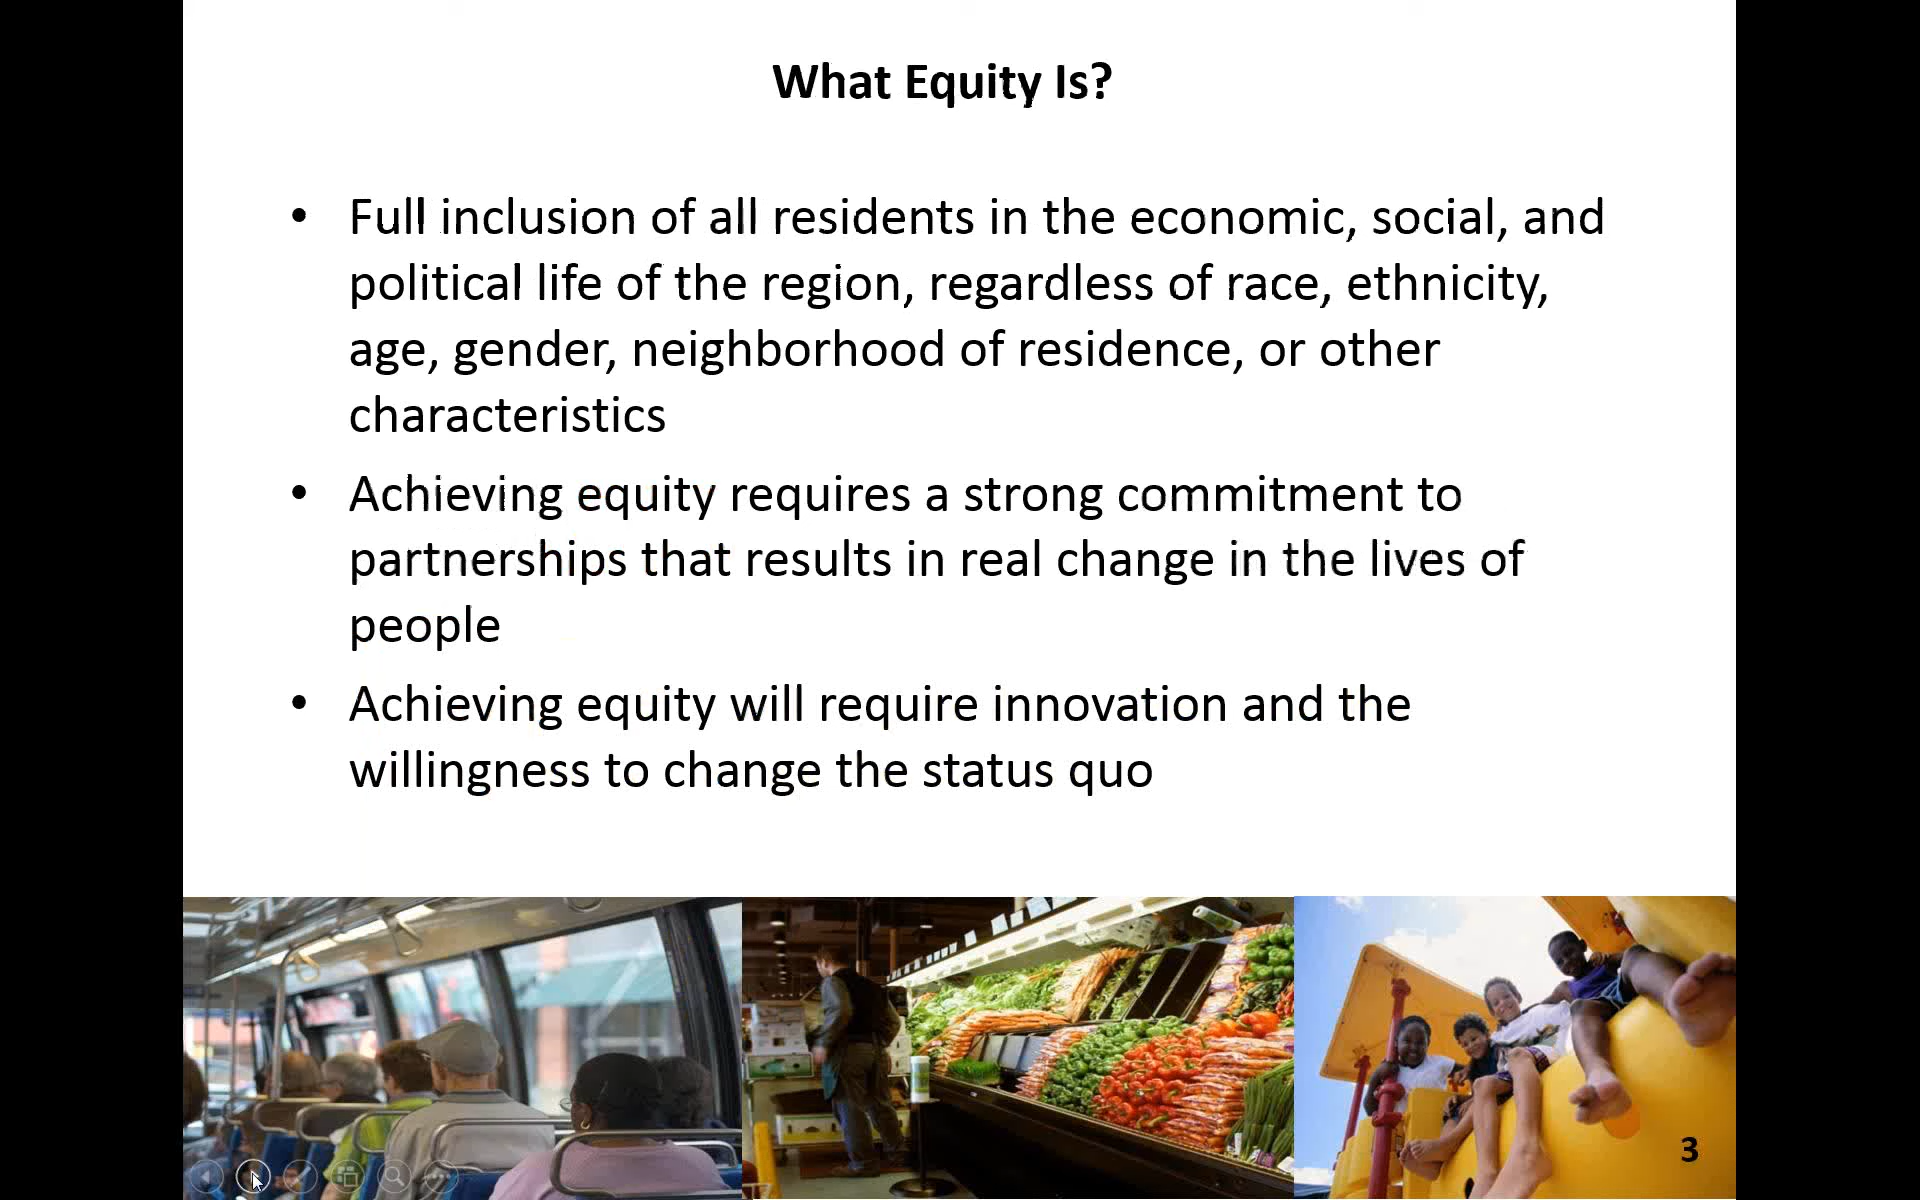 What Equity Is?
• Full inclusion of all residents in the economic, social, and
political life of the region, regardless of race, ethnicity,
age, gender, neighborhood of residence, or other
characteristics
• Achieving equity requires a strong commitment to
partnerships that results in real change in the lives of
people
• Achieving equity will require innovation and the
willingness to change the status quo
3